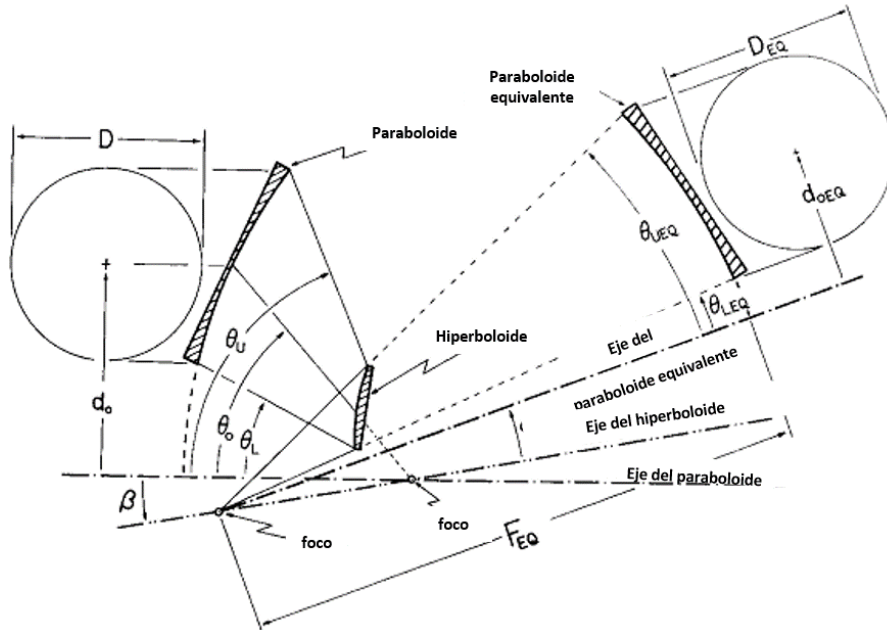 D_EQ
Paraboloide
equivalente
D
Paraboloide
d_oEQ
θ_UEQ
θ_LEQ
θ_U
Hiperboloide
Eje del
paraboloide equivalente
d_o
θ_o
θ_L
Eje del hiperboloide
Eje del paraboloide
β
foco
foco
F_EQ